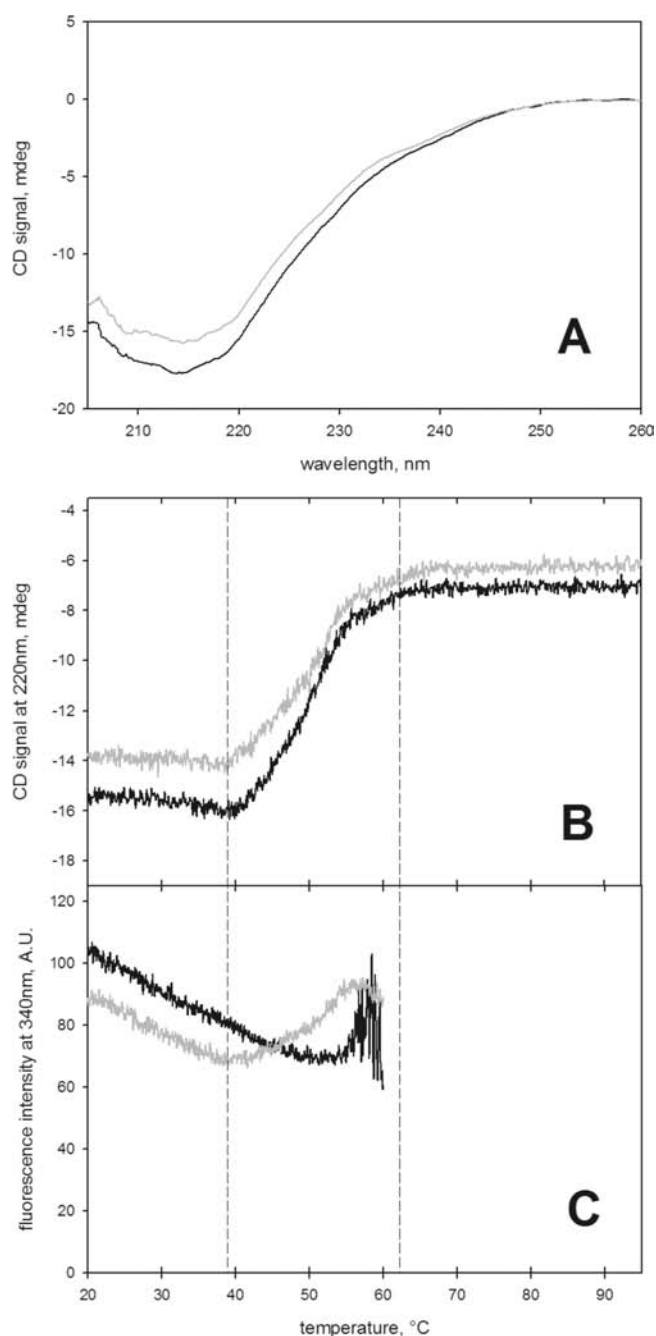 5
0
-5
-10
-15
-20
CD signal, mdeg
A
210 220 230 240 250 260
wavelength, nm
-4
-6
-8
-10
-12
-14
-16
-18
CD signal at 220nm, mdeg
B
120
100
80
60
40
20
0
fluorescence intensity at 340nm, A.U.
C
20 30 40 50 60 70 80 90
temperature, °C